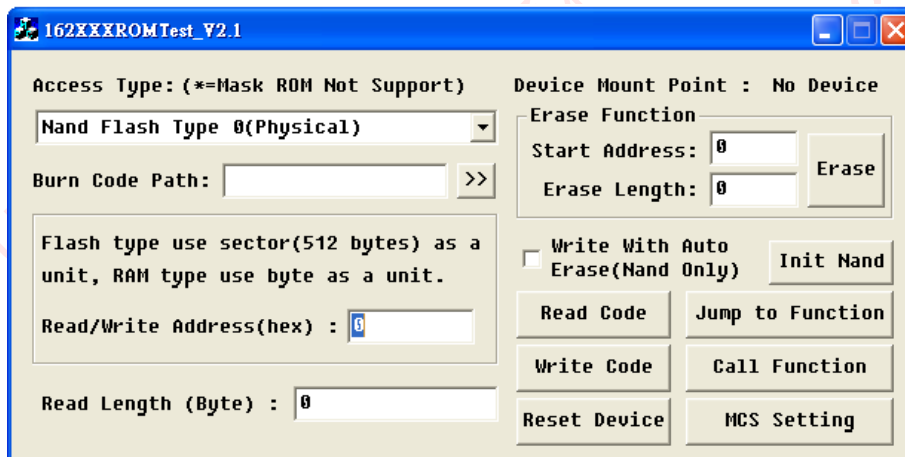 162XXXROMTest_V2.1
Access Type: (*=Mask ROM Not Support)
Nand Flash Type 0(Physical)
Burn Code Path:
>>
Flash type use sector(512 bytes) as a
unit, RAM type use byte as a unit.
Read/Write Address(hex) : 0
Read Length (Byte) : 0
Device Mount Point : No Device
Erase Function
Start Address: 0
Erase Length: 0
Erase
Write With Auto
Erase(Nand Only)
Init Nand
Read Code
Jump to Function
Write Code
Call Function
Reset Device
MCS Setting